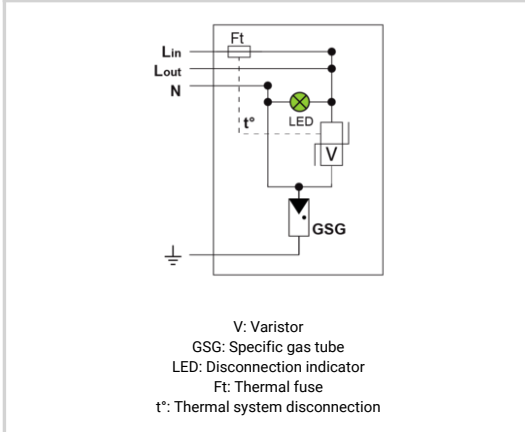 Ft
Lin
Lout
N
t°
LED
V
GSG
V: Varistor
GSG: Specific gas tube
LED: Disconnection indicator
Ft: Thermal fuse
t°: Thermal system disconnection